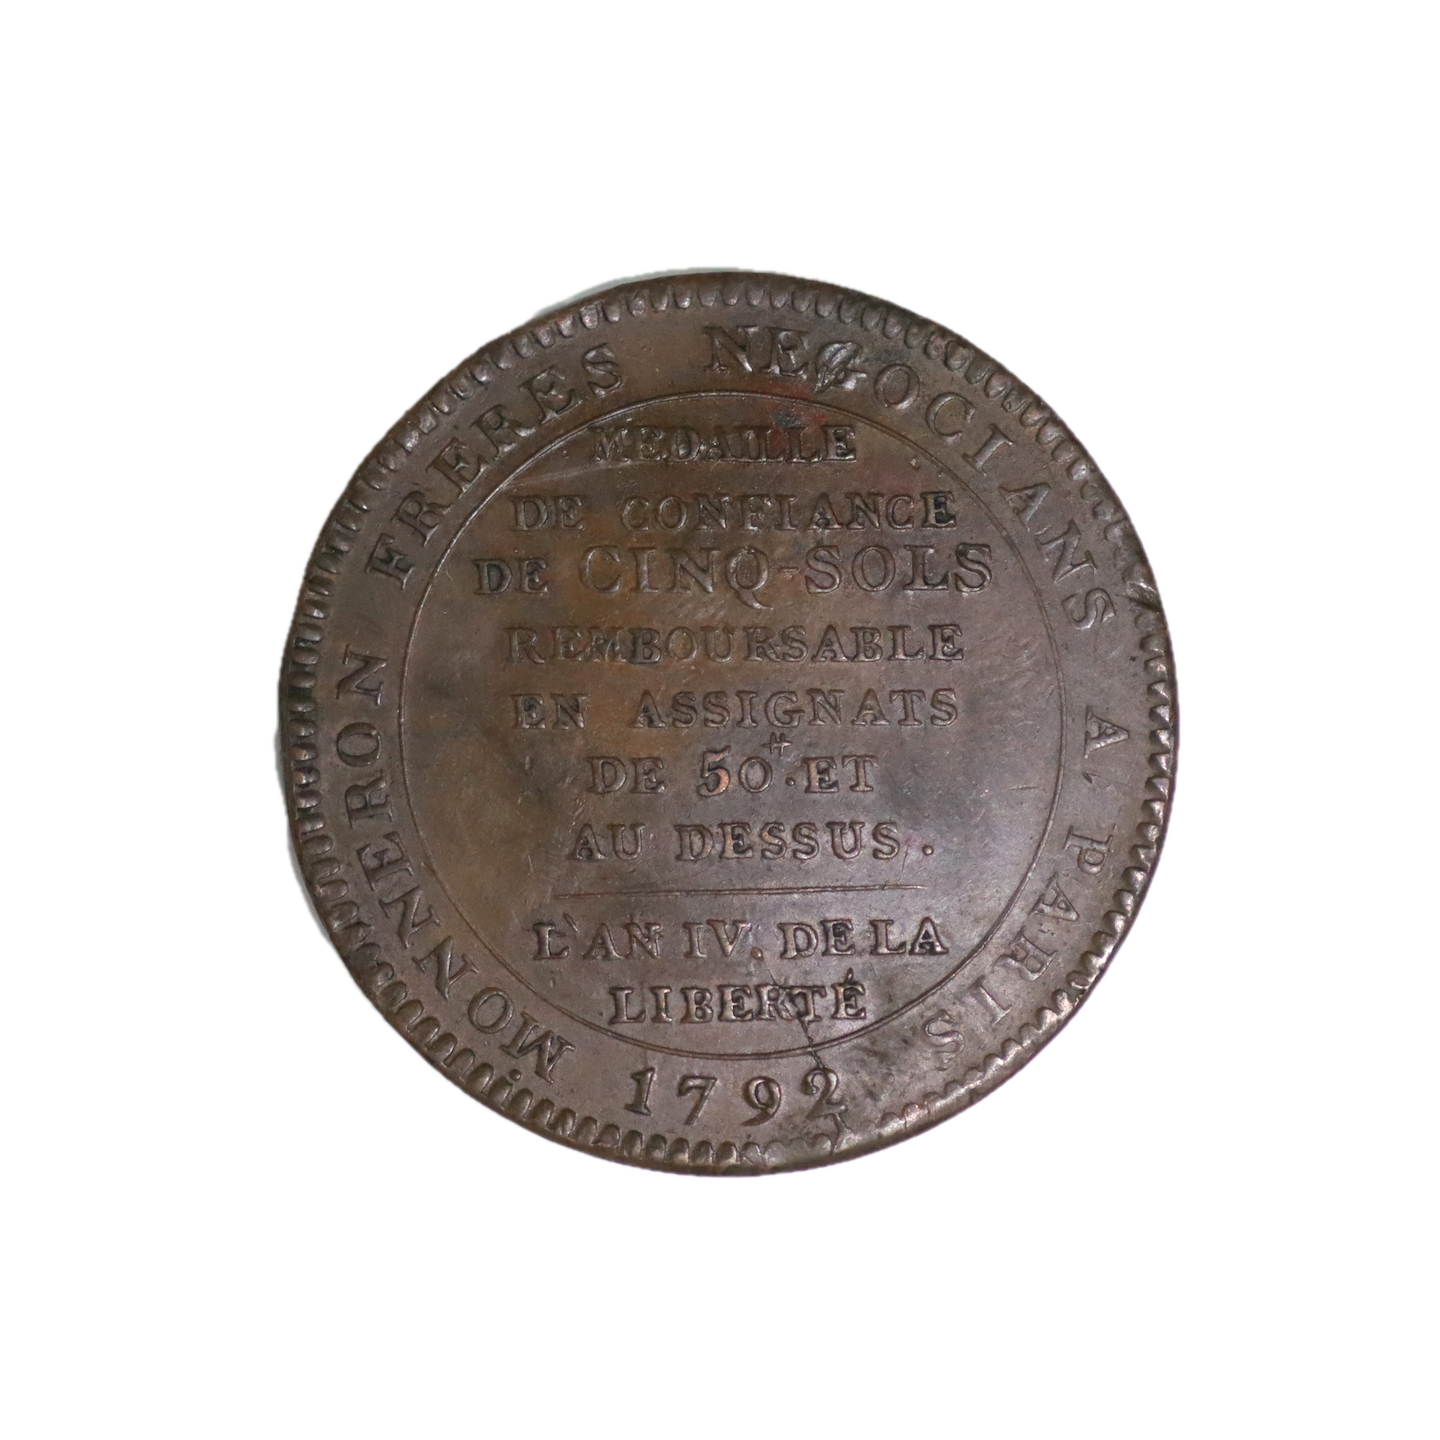 MONNERON FRERES NEGOCIANS A PARIS.
MEDAILLE
DE CONFIANCE
DE CINQ-SOLS
REMBOURSABLE
EN ASSIGNATS
DE 50ᵗᵗ. ET
AU DESSUS.
L'AN IV. DE LA
LIBERTÉ
1792